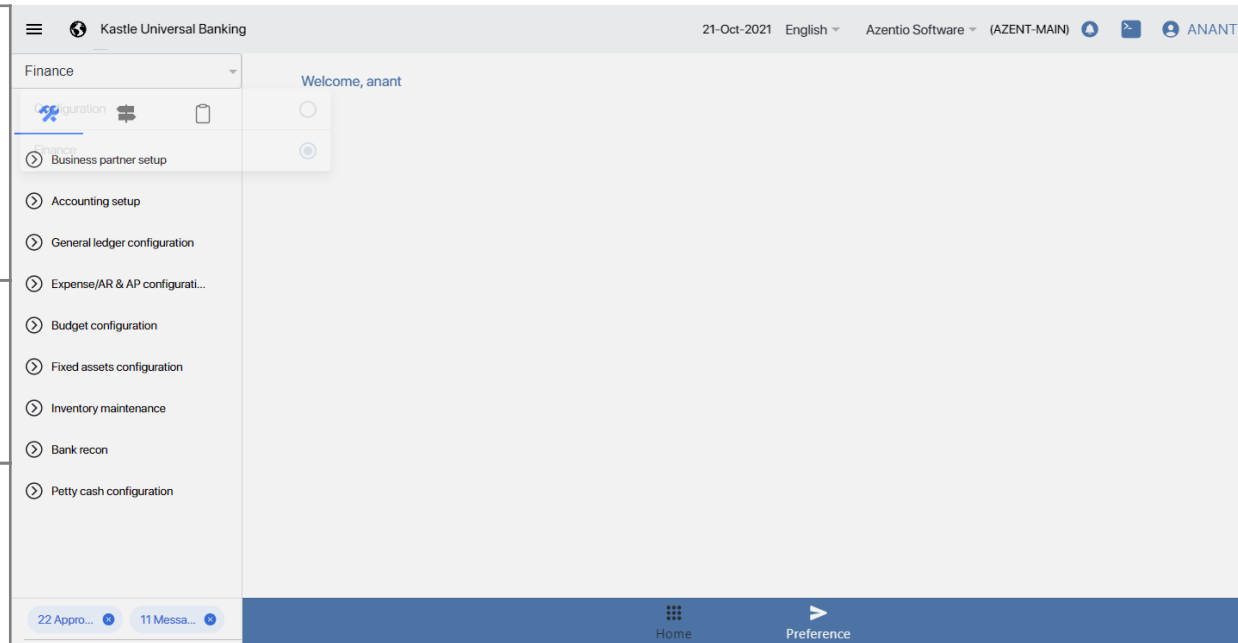 Kastle Universal Banking
21-Oct-2021 English Azentio Software (AZENT-MAIN) ANANT
Finance
Welcome, anant
Configuration
Finance
Business partner setup
Accounting setup
General ledger configuration
Expense/AR & AP configurati...
Budget configuration
Fixed assets configuration
Inventory maintenance
Bank recon
Petty cash configuration
22 Appro... 11 Messa...
Home Preference